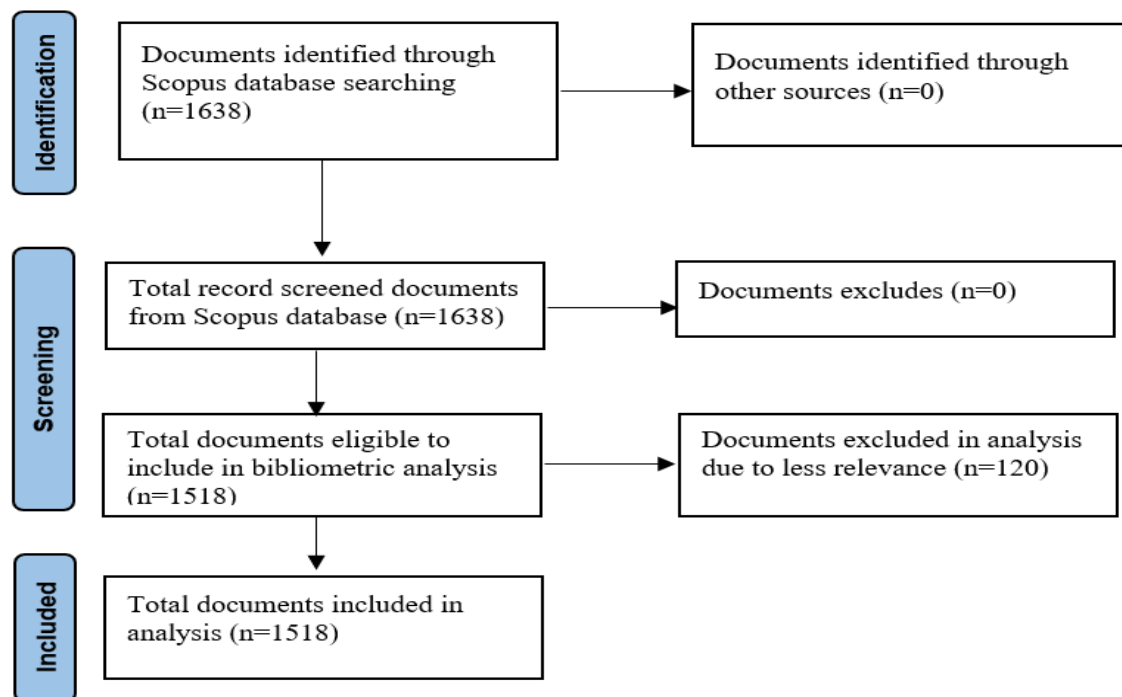 Identification
Documents identified through
Scopus database searching
(n=1638)
Documents identified through
other sources (n=0)
Screening
Total record screened documents
from Scopus database (n=1638)
Documents excludes (n=0)
Total documents eligible to
include in bibliometric analysis
(n=1518)
Documents excluded in analysis
due to less relevance (n=120)
Included
Total documents included in
analysis (n=1518)